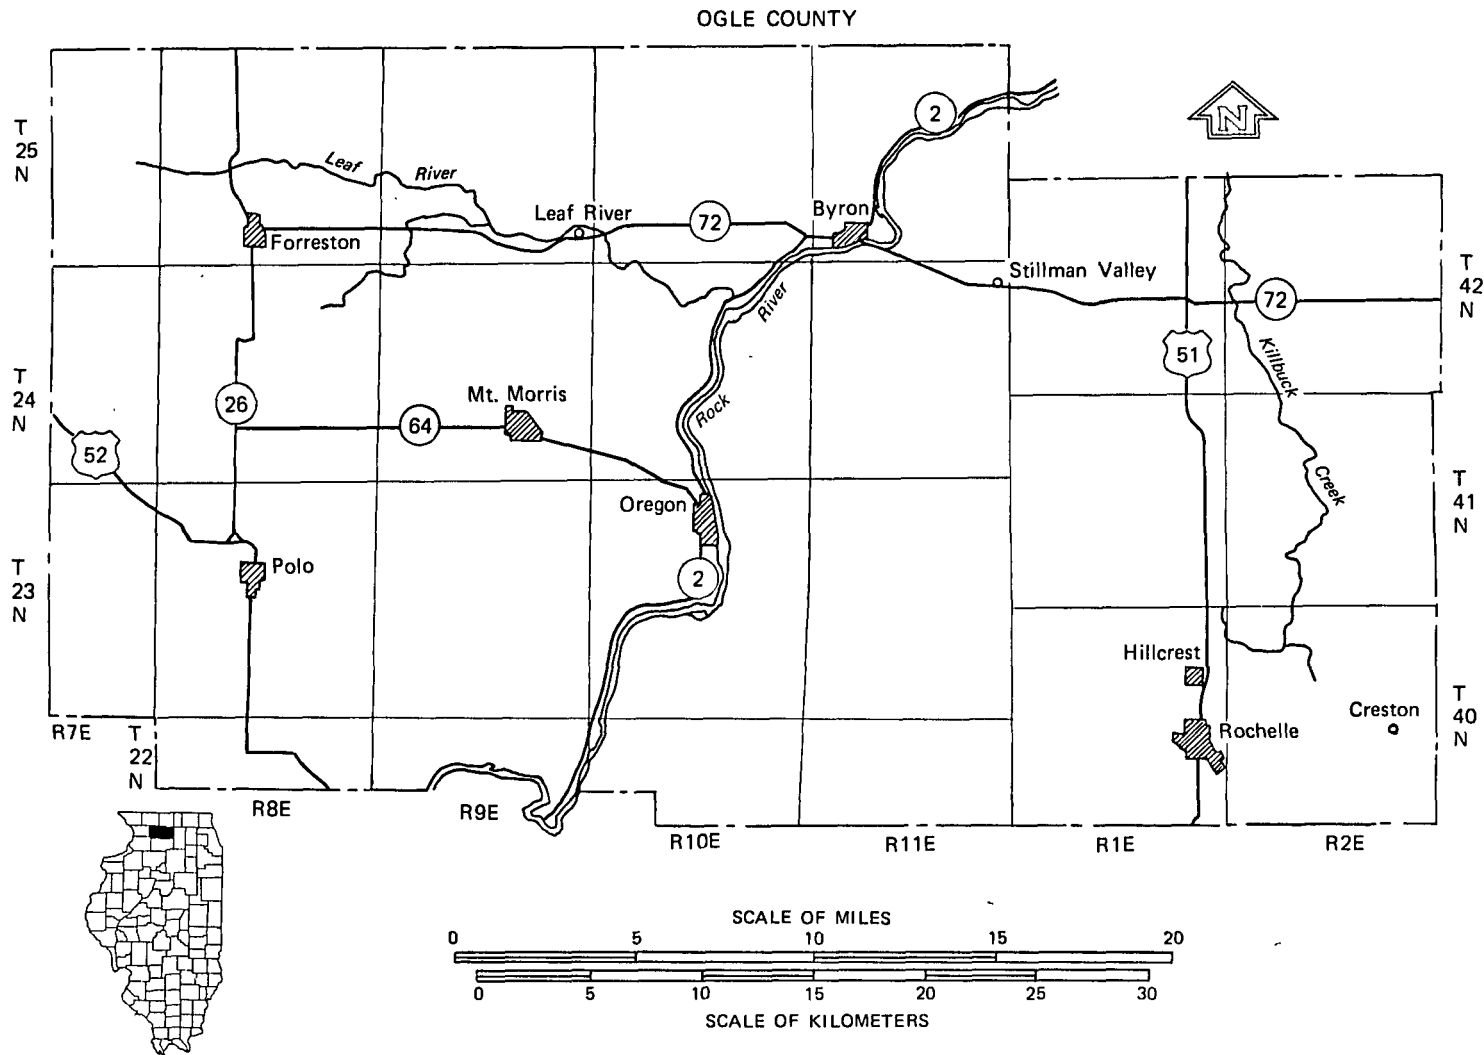 OGLE COUNTY
T
25
N
T
24
N
T
23
N
T
22
N
T
42
N
T
41
N
T
40
N
N
2
Leaf River
Leaf River
72
Byron
Forreston
Stillman Valley
72
River
51
Killbuck
26
Mt. Morris
64
Rock
52
Creek
Oregon
Polo
2
Hillcrest
Creston
Rochelle
R7E
R8E
R9E
R10E
R11E
R1E
R2E
SCALE OF MILES
0 5 10 15 20
0 5 10 15 20 25 30
SCALE OF KILOMETERS